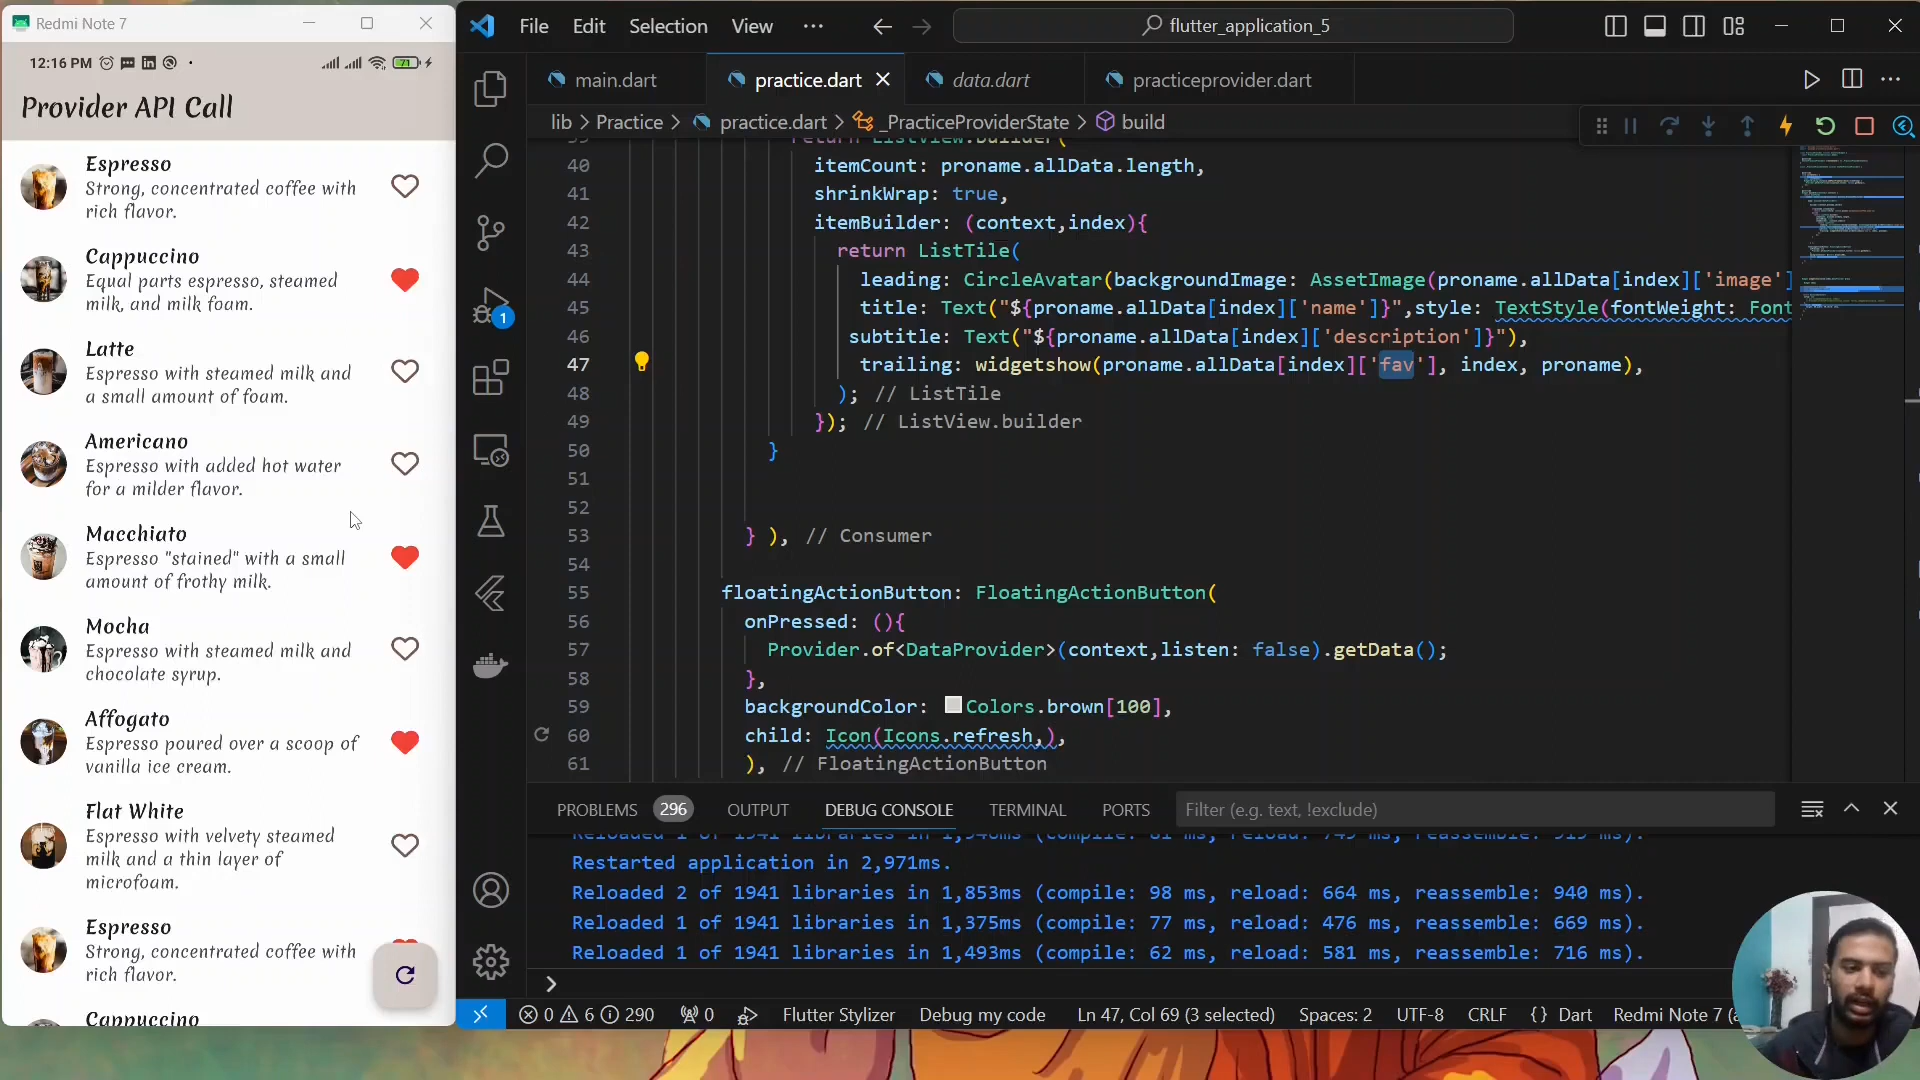 Redmi Note 7
12:16 PM
71
Provider API Call
Espresso
Strong, concentrated coffee with
rich flavor.
Cappuccino
Equal parts espresso, steamed
milk, and milk foam.
Latte
Espresso with steamed milk and
a small amount of foam.
Americano
Espresso with added hot water
for a milder flavor.
Macchiato
Espresso "stained" with a small
amount of frothy milk.
Mocha
Espresso with steamed milk and
chocolate syrup.
Affogato
Espresso poured over a scoop of
vanilla ice cream.
Flat White
Espresso with velvety steamed
milk and a thin layer of
microfoam.
Espresso
Strong, concentrated coffee with
rich flavor.
Cappuccino
File Edit Selection View ···
flutter_application_5
main.dart practice.dart data.dart practiceprovider.dart
lib > Practice > practice.dart > _PracticeProviderState > build
39 return ListView.builder(
40 itemCount: proname.allData.length,
41 shrinkWrap: true,
42 itemBuilder: (context,index){
43 return ListTile(
44 leading: CircleAvatar(backgroundImage: AssetImage(proname.allData[index]['image']
45 title: Text("${proname.allData[index]['name']}",style: TextStyle(fontWeight: Font
46 subtitle: Text("${proname.allData[index]['description']}"),
47 trailing: widgetshow(proname.allData[index]['fav'], index, proname),
48 ); // ListTile
49 }); // ListView.builder
50 }
51
52
53 } ), // Consumer
54
55 floatingActionButton: FloatingActionButton(
56 onPressed: (){
57 Provider.of<DataProvider>(context,listen: false).getData();
58 },
59 backgroundColor: Colors.brown[100],
60 child: Icon(Icons.refresh,),
61 ), // FloatingActionButton
1
PROBLEMS 296 OUTPUT DEBUG CONSOLE TERMINAL PORTS Filter (e.g. text, !exclude)
Restarted application in 2,971ms.
Reloaded 2 of 1941 libraries in 1,853ms (compile: 98 ms, reload: 664 ms, reassemble: 940 ms).
Reloaded 1 of 1941 libraries in 1,375ms (compile: 77 ms, reload: 476 ms, reassemble: 669 ms).
Reloaded 1 of 1941 libraries in 1,493ms (compile: 62 ms, reload: 581 ms, reassemble: 716 ms).
>
0 6 290 0 Flutter Stylizer Debug my code Ln 47, Col 69 (3 selected) Spaces: 2 UTF-8 CRLF {} Dart Redmi Note 7 (